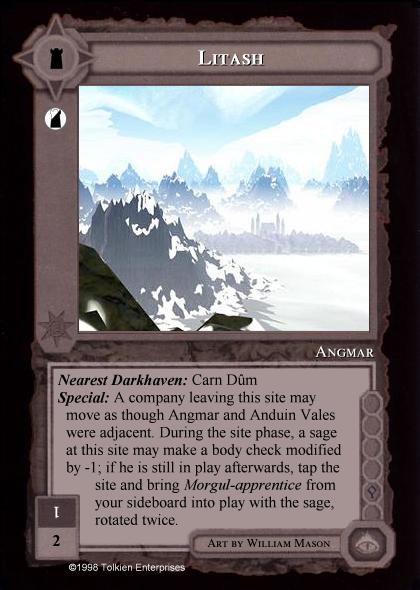 Litash
Angmar
Nearest Darkhaven: Carn Dûm
Special: A company leaving this site may
move as though Angmar and Anduin Vales
were adjacent. During the site phase, a sage
at this site may make a body check modified
by -1; if he is still in play afterwards, tap the
site and bring Morgul-apprentice from
your sideboard into play with the sage,
rotated twice.
1
2
Art by William Mason
©1998 Tolkien Enterprises